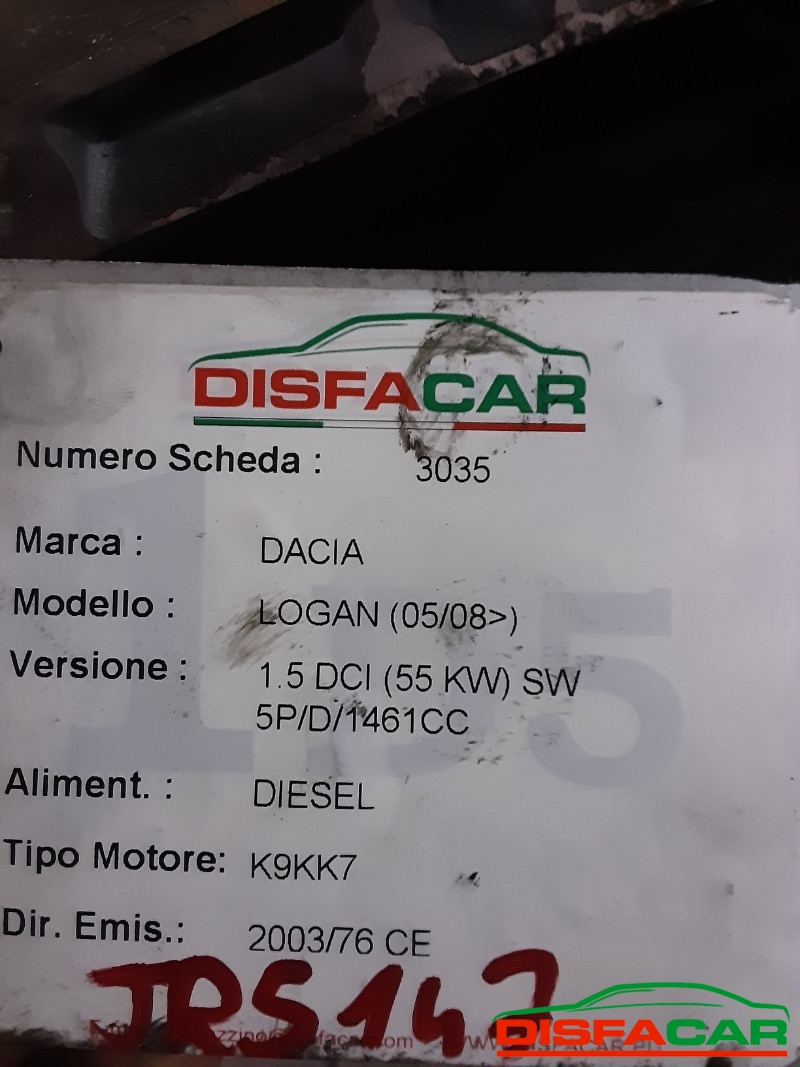 DISFACAR
Numero Scheda : 3035
Marca : DACIA
Modello : LOGAN (05/08>)
Versione : 1.5 DCI (55 KW) SW
5P/D/1461CC
Aliment. : DIESEL
Tipo Motore: K9KK7
Dir. Emis.: 2003/76 CE
JR5147
DISFACAR